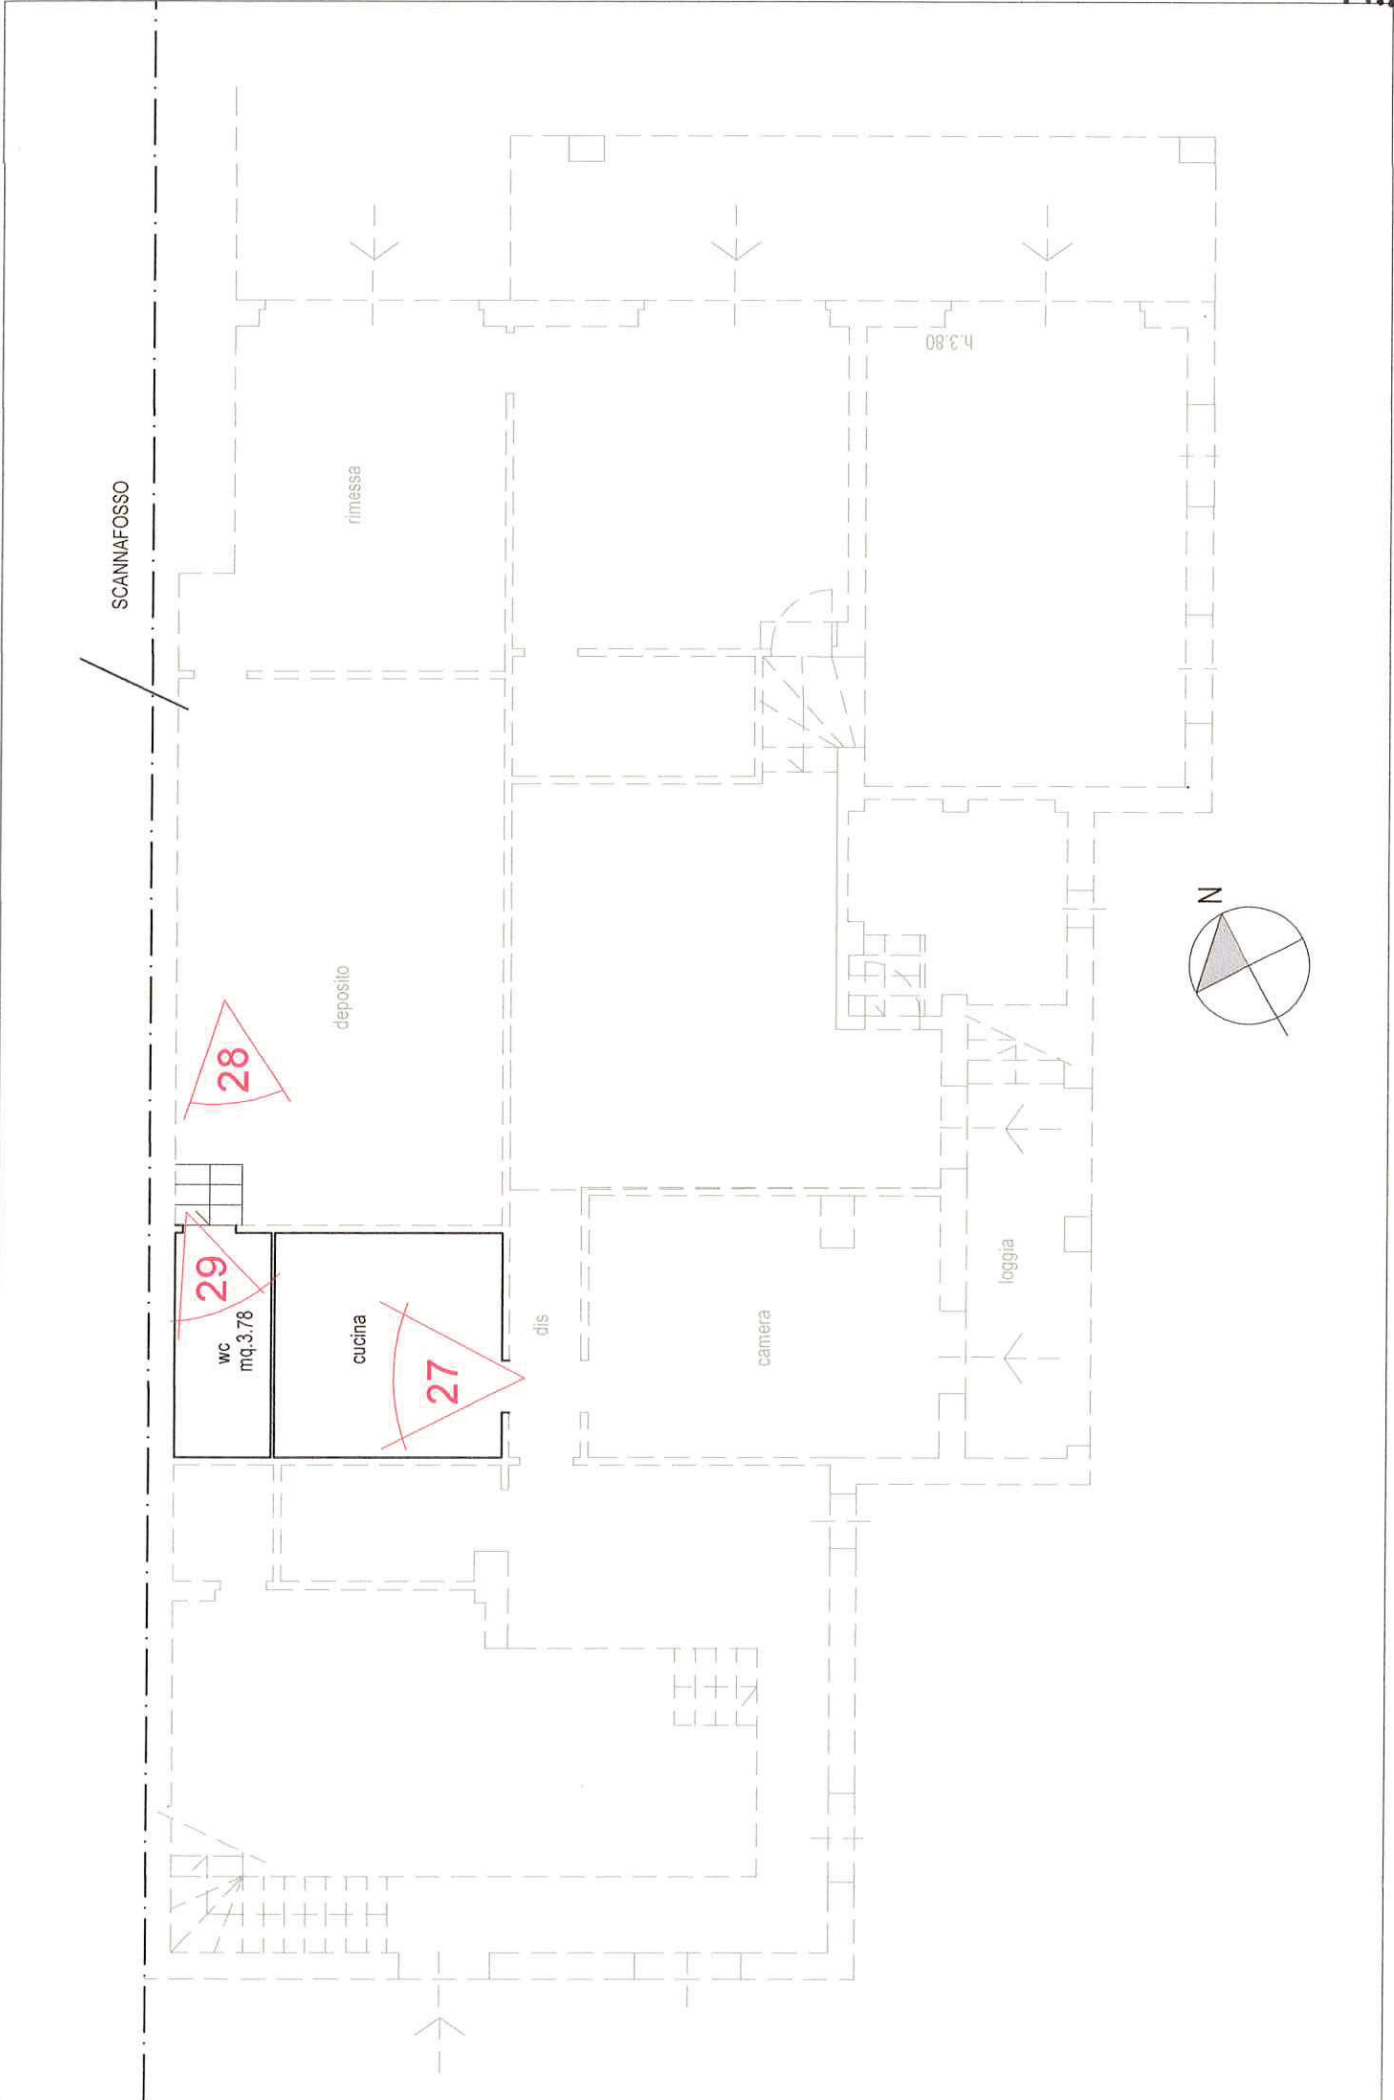 SCANNAFOSSO
rimessa
h.3.80
deposito
N
28
29
wc
mq.3.78
cucina
27
dis
camera
loggia